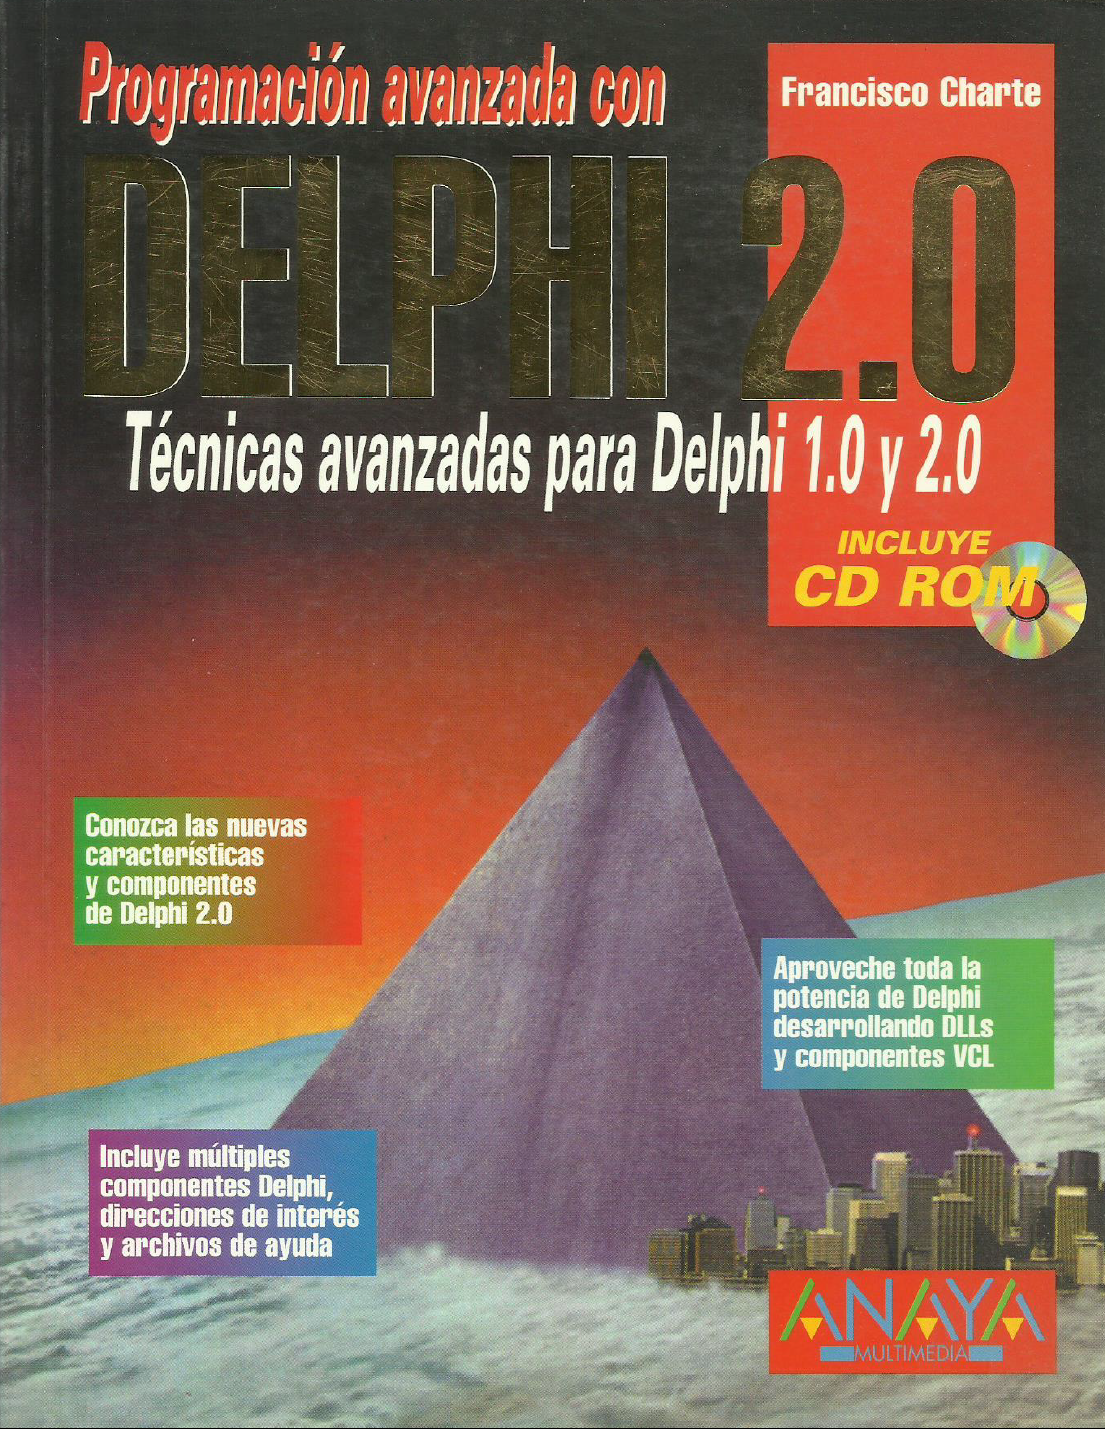 Programación avanzada con
Francisco Charte
DELPHI 2.0
Técnicas avanzadas para Delphi 1.0 y 2.0
INCLUYE
CD ROM
Conozca las nuevas
características
y componentes
de Delphi 2.0
Aproveche toda la
potencia de Delphi
desarrollando DLLs
y componentes VCL
Incluye múltiples
componentes Delphi,
direcciones de interés
y archivos de ayuda
ANAYA
MULTIMEDIA